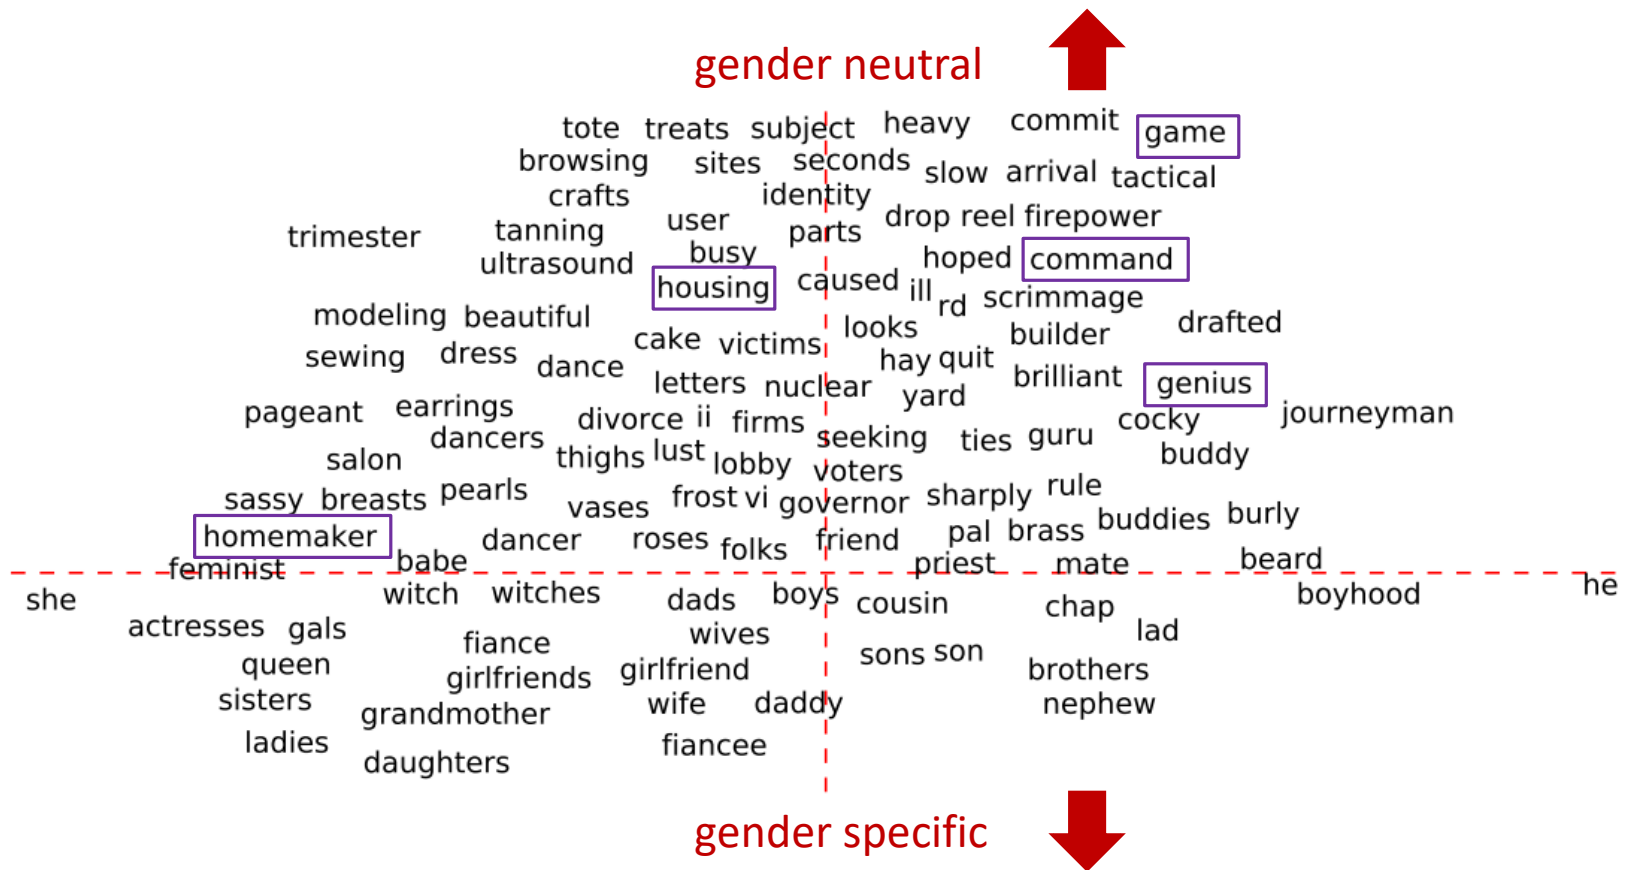 gender neutral
tote treats subject heavy commit game
browsing sites seconds slow arrival tactical
crafts identity
trimester tanning user parts drop reel firepower
ultrasound busy hoped command
housing caused ill rd scrimmage
modeling beautiful looks builder drafted
sewing dress dance cake victims hay quit
letters nuclear yard brilliant genius
pageant earrings divorce ii firms cocky journeyman
dancers seeking ties guru
salon thighs lust lobby voters buddy
sassy breasts pearls vases frost vi governor sharply rule
homemaker dancer roses folks friend pal brass buddies burly
feminist babe priest mate beard
she witch witches dads boys cousin chap boyhood he
actresses gals fiance wives lad
queen girlfriends girlfriend sons son brothers
sisters grandmother wife daddy nephew
ladies daughters fiancee
gender specific